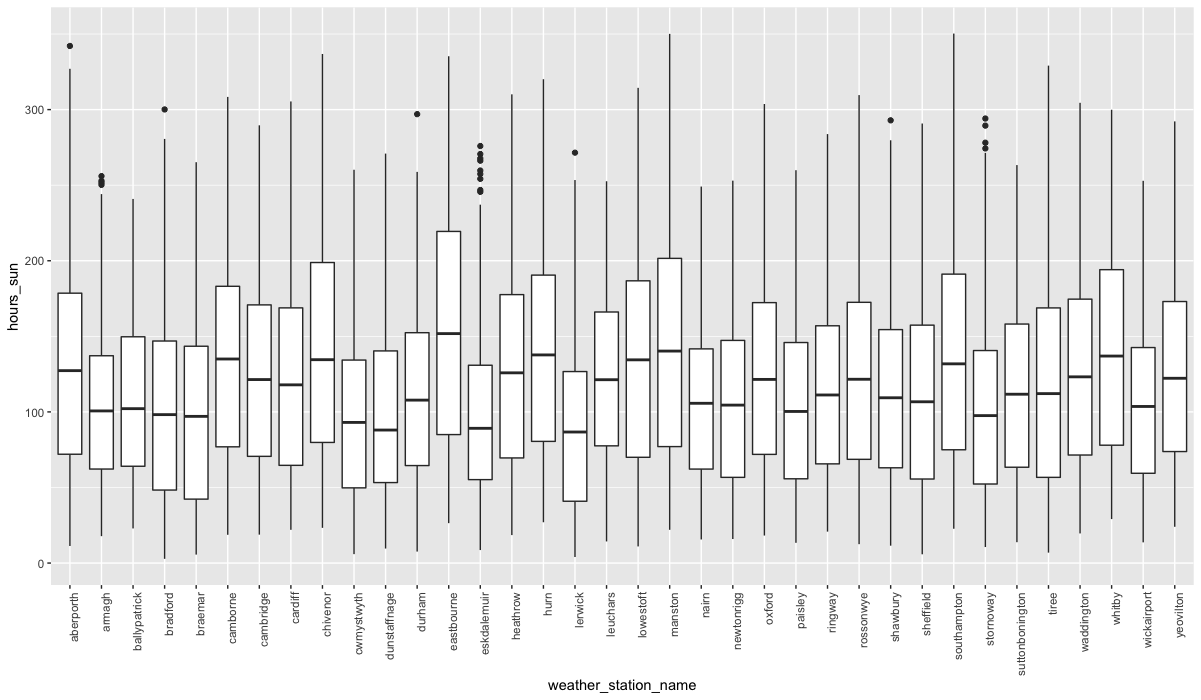 300
200
100
0
hours_sun
aberporth
armagh
ballypatrick
bradford
braemar
camborne
cambridge
cardiff
chivenor
cwmystwyth
dunstaffnage
durham
eastbourne
eskdalemuir
heathrow
hurn
lerwick
leuchars
lowestoft
manston
nairn
newtonrigg
oxford
paisley
ringway
rossonwye
shawbury
sheffield
southampton
stornoway
suttonbonington
tiree
waddington
whitby
wickairport
yeovilton
weather_station_name